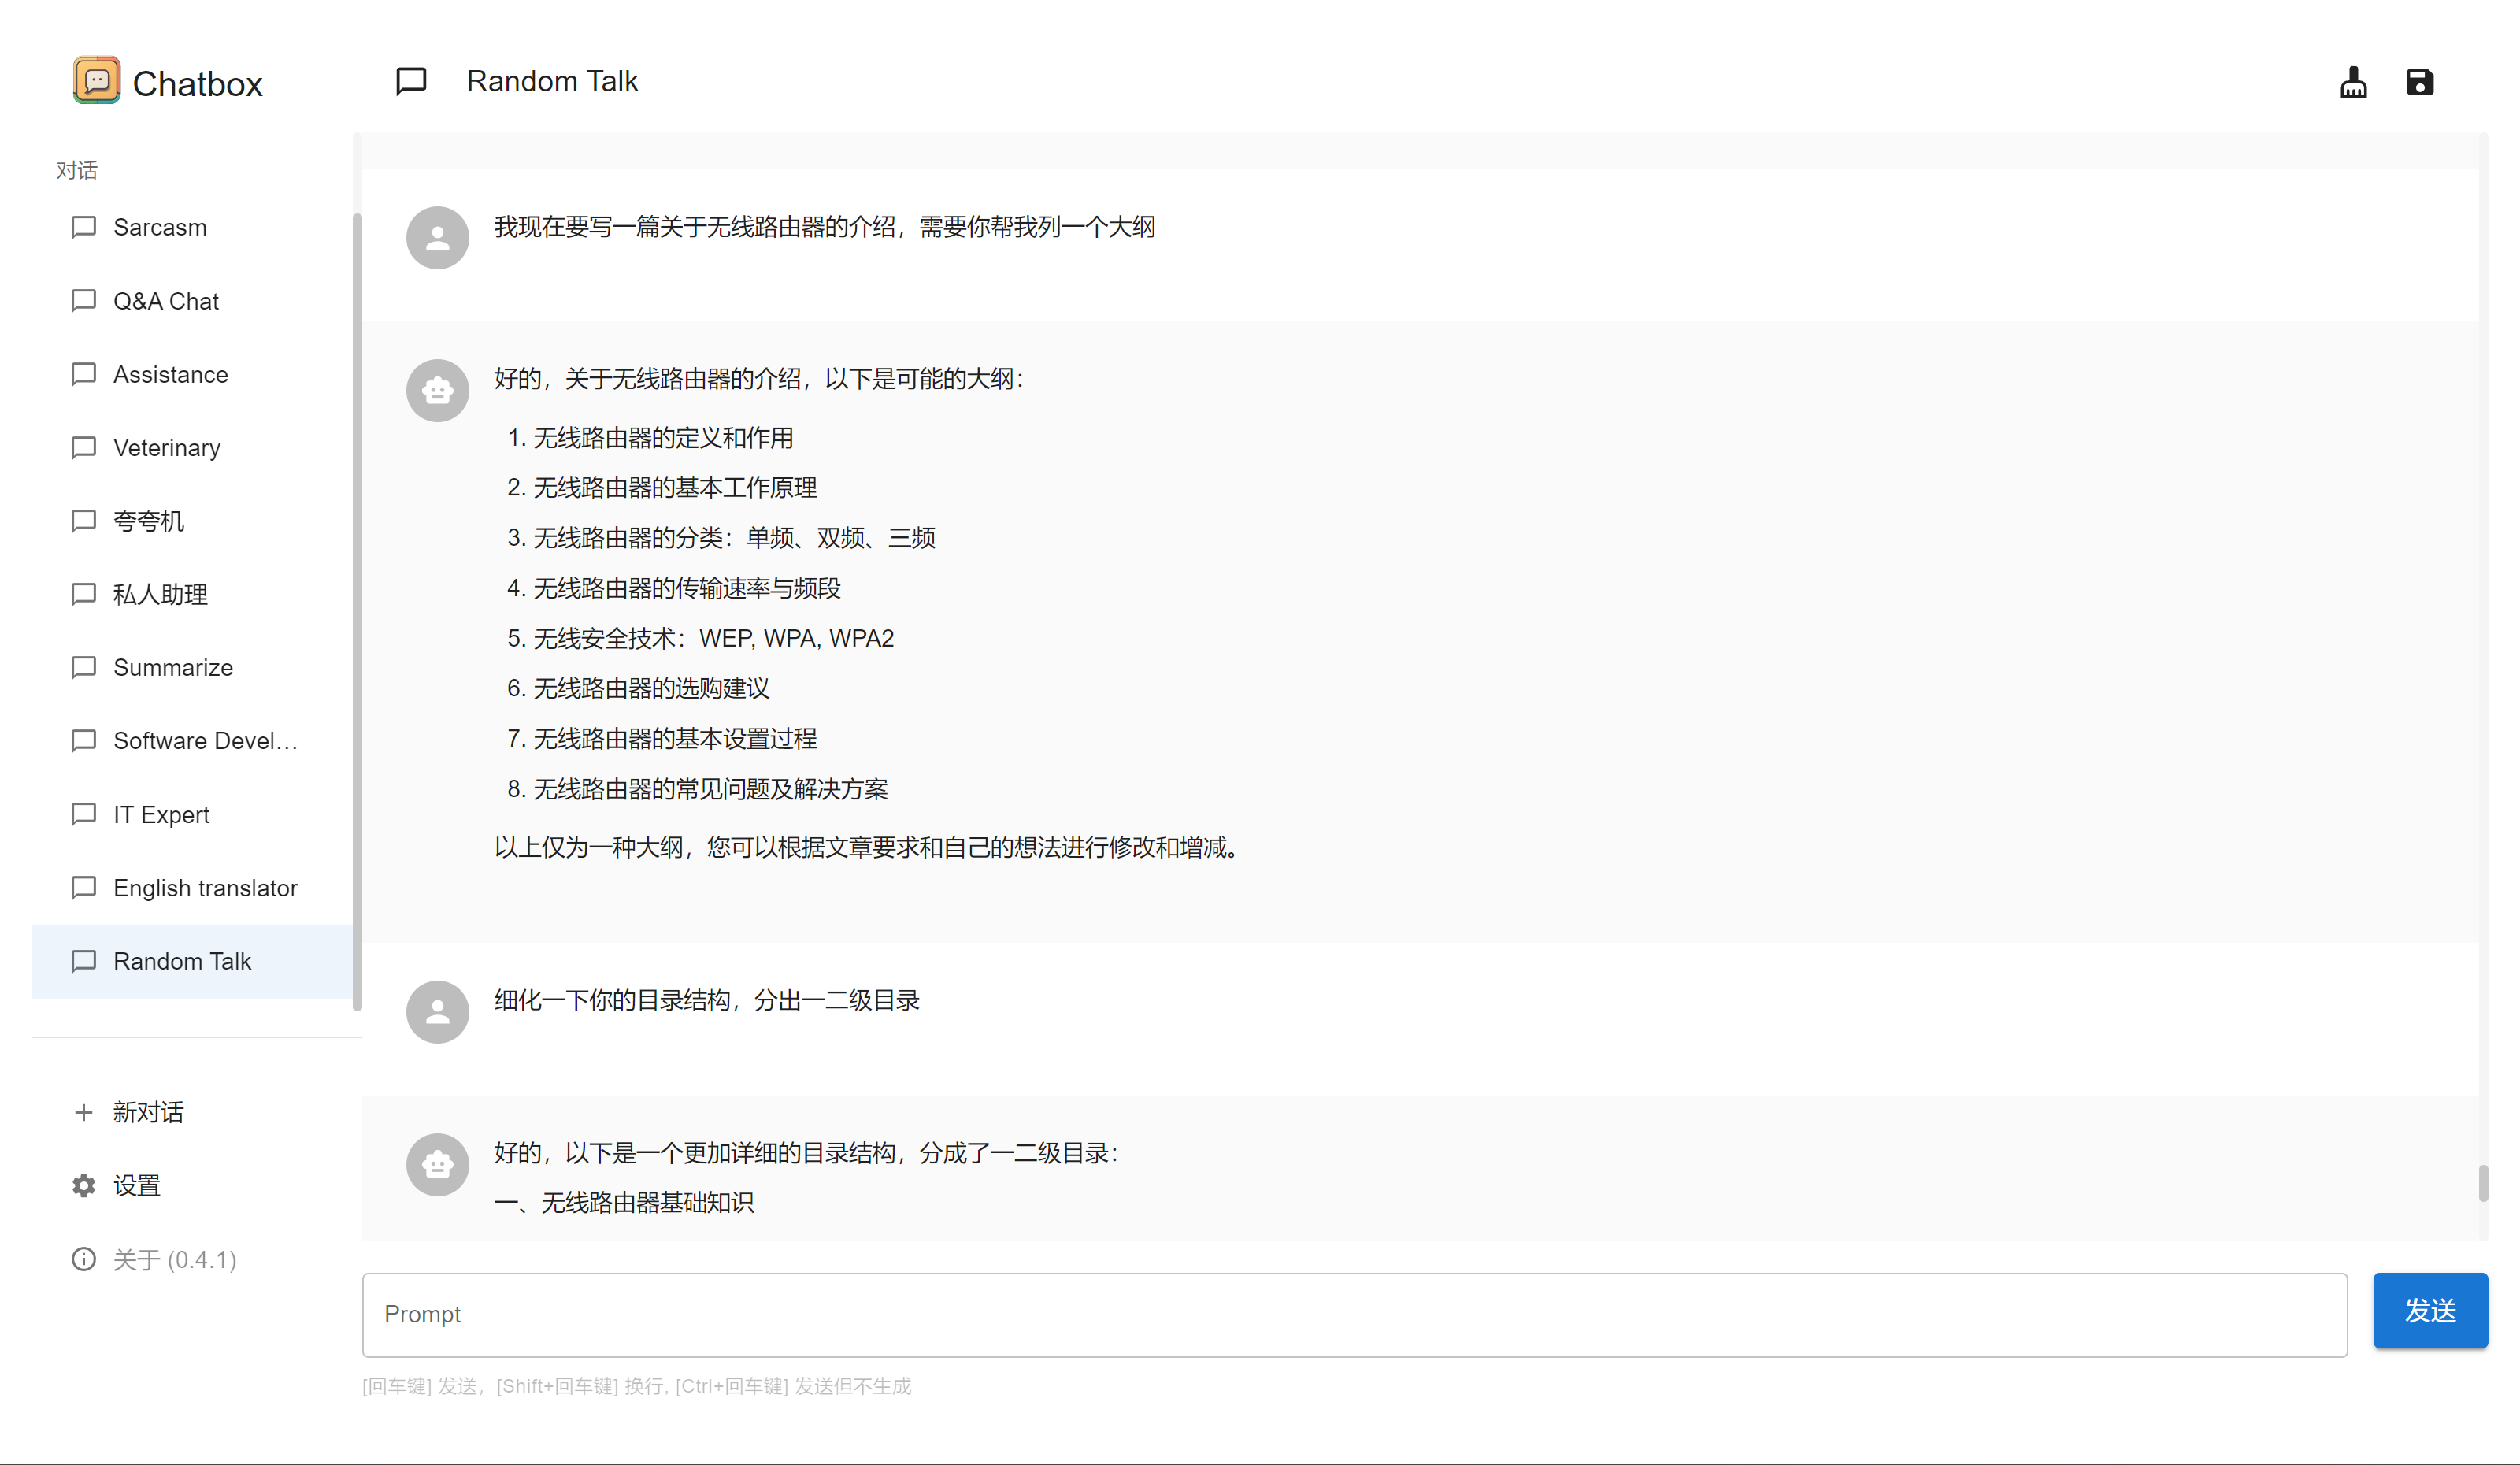 Chatbox
对话
Sarcasm
Q&A Chat
Assistance
Veterinary
夸夸机
私人助理
Summarize
Software Devel...
IT Expert
English translator
Random Talk
新对话
设置
关于 (0.4.1)
Random Talk
我现在要写一篇关于无线路由器的介绍，需要你帮我列一个大纲
好的，关于无线路由器的介绍，以下是可能的大纲：
1. 无线路由器的定义和作用
2. 无线路由器的基本工作原理
3. 无线路由器的分类：单频、双频、三频
4. 无线路由器的传输速率与频段
5. 无线安全技术：WEP, WPA, WPA2
6. 无线路由器的选购建议
7. 无线路由器的基本设置过程
8. 无线路由器的常见问题及解决方案
以上仅为一种大纲，您可以根据文章要求和自己的想法进行修改和增减。
细化一下你的目录结构，分出一二级目录
好的，以下是一个更加详细的目录结构，分成了一二级目录：
一、无线路由器基础知识
Prompt
发送
[回车键] 发送，[Shift+回车键] 换行, [Ctrl+回车键] 发送但不生成